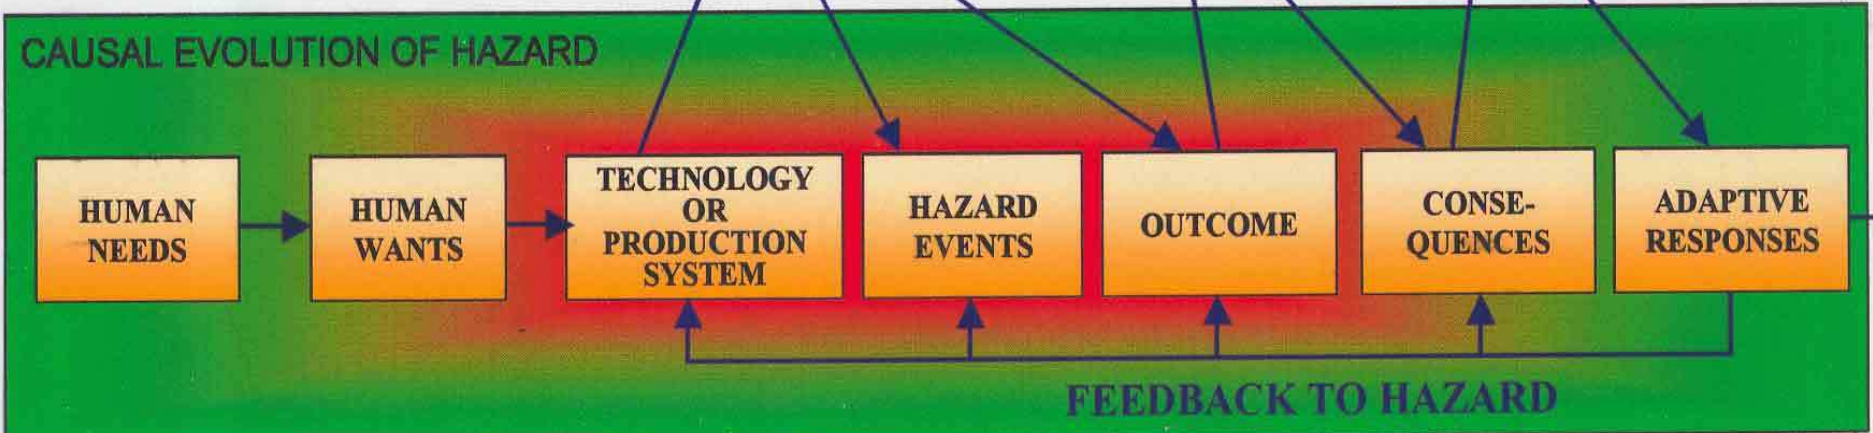 CAUSAL EVOLUTION OF HAZARD
HUMAN
NEEDS
HUMAN
WANTS
TECHNOLOGY
OR
PRODUCTION
SYSTEM
HAZARD
EVENTS
OUTCOME
CONSE-
QUENCES
ADAPTIVE
RESPONSES
FEEDBACK TO HAZARD